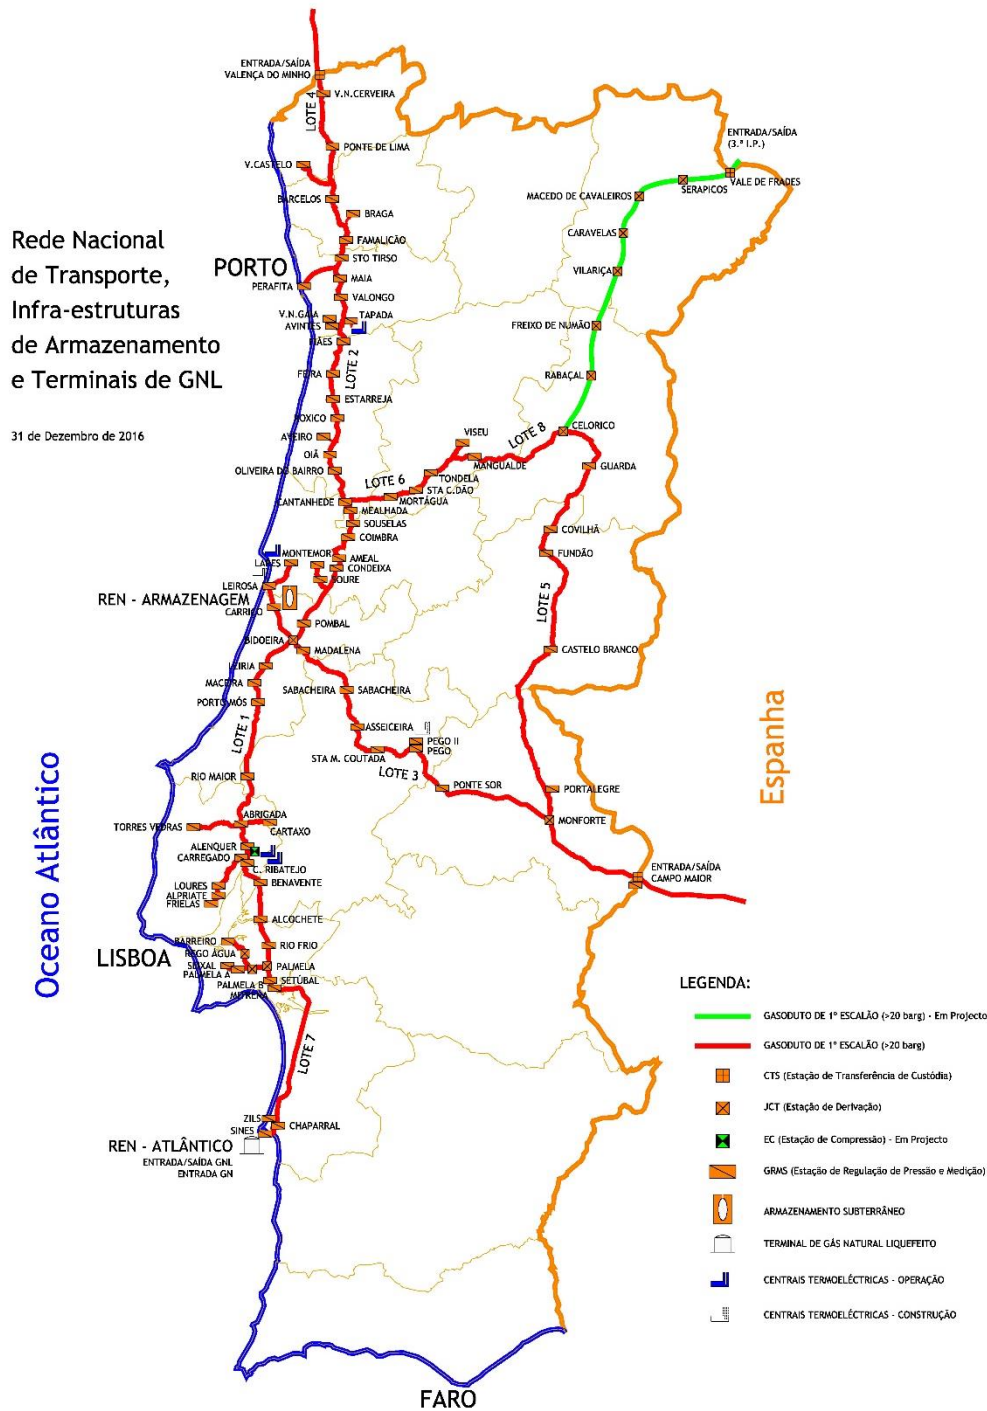 ENTRADA/SAÍDA
VALENÇA DO MINHO
V.N.CERVEIRA
LOTE 4
PONTE DE LIMA
V.CASTELO
BARCELOS
BRAGA
FAMALICÃO
STO TIRSO
PORTO
PERAFITA
MAIA
VALONGO
V.N.GAIA
TAPADA
AVINTES
FIÃES
LOTE 2
FEIRA
ESTARREJA
AVEIRO
OIÃ
OLIVEIRA DO BAIRRO
ENTRADA/SAÍDA
(3.ª I.P.)
VALE DE FRADES
SERAPICOS
MACEDO DE CAVALEIROS
CARAVELAS
VILARIÇA
FREIXO DE NUMÃO
RABAÇAL
CELORICO
LOTE 8
VISEU
MANGUALDE
GUARDA
TONDELA
LOTE 6
STA C.DÃO
MORTÁGUA
CANTANHEDE
MEALHADA
SOUSELAS
COIMBRA
COVILHÃ
FUNDÃO
MONTEMOR
LARES
AMEAL
CONDEIXA
SOURE
LEIROSA
REN - ARMAZENAGEM
CARRIÇO
LOTE 5
POMBAL
BIDOEIRA
MADALENA
CASTELO BRANCO
LEIRIA
MACEIRA
SABACHEIRA
SABACHEIRA
PORTO MÓS
ASSEICEIRA
LOTE 1
PEGO II
PEGO
STA M. COUTADA
LOTE 3
RIO MAIOR
PONTE SOR
PORTALEGRE
ABRIGADA
MONFORTE
TORRES VEDRAS
CARTAXO
ALENQUER
CARREGADO
C. RIBATEJO
ENTRADA/SAÍDA
CAMPO MAIOR
LOURES
BENAVENTE
ALPRIATE
FRIELAS
ALCOCHETE
BARREIRO
RIO FRIO
LISBOA
REGO ÁGUA
SEIXAL
PALMELA
PALMELA A
SETÚBAL
PALMELA B
MITRENA
LOTE 7
ZILS
CHAPARRAL
SINES
REN - ATLÂNTICO
ENTRADA/SAÍDA GNL
ENTRADA GN
FARO
Rede Nacional
de Transporte,
Infra-estruturas
de Armazenamento
e Terminais de GNL
31 de Dezembro de 2016
Oceano Atlântico
Espanha
LEGENDA:
GASODUTO DE 1º ESCALÃO (>20 barg) - Em Projecto
GASODUTO DE 1º ESCALÃO (>20 barg)
CTS (Estação de Transferência de Custódia)
JCT (Estação de Derivação)
EC (Estação de Compressão) - Em Projecto
GRMS (Estação de Regulação de Pressão e Medição)
ARMAZENAMENTO SUBTERRÂNEO
TERMINAL DE GÁS NATURAL LIQUEFEITO
CENTRAIS TERMOELÉCTRICAS - OPERAÇÃO
CENTRAIS TERMOELÉCTRICAS - CONSTRUÇÃO